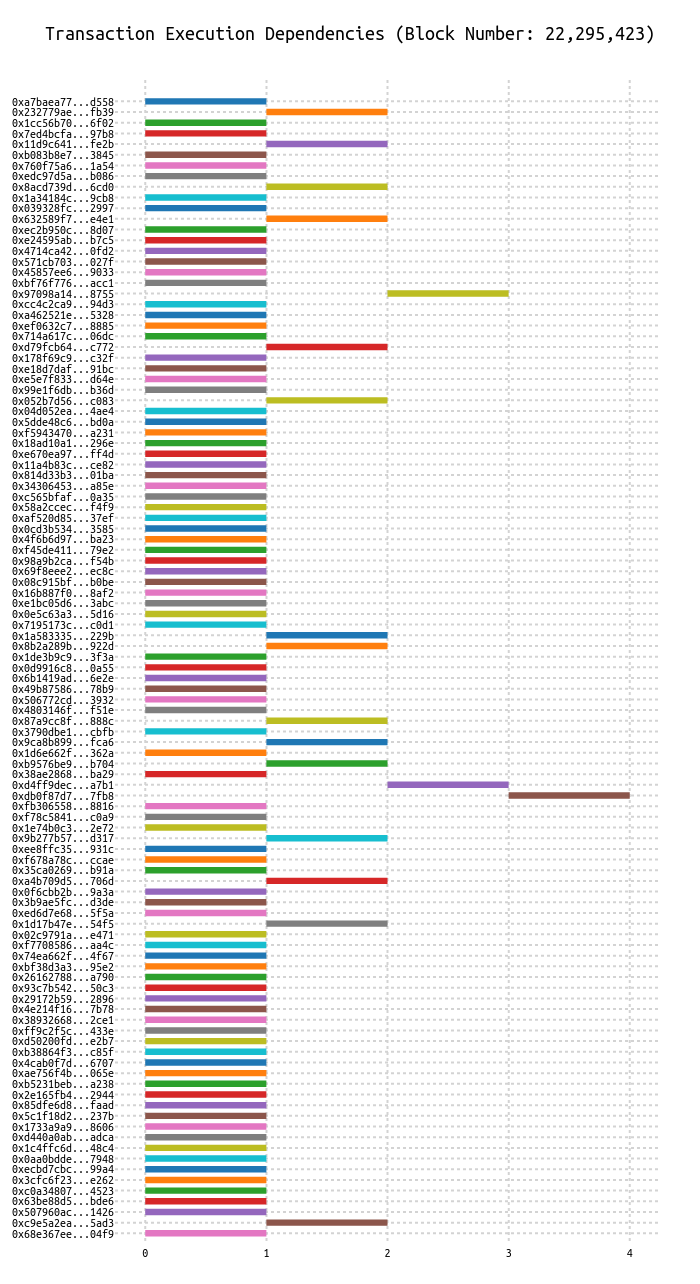 Transaction Execution Dependencies (Block Number: 22,295,423)
0xa7baea77...d558
0x232779ae...fb39
0x1cc56b70...6f02
0x7ed4bcfa...97b8
0x11d9c641...fe2b
0xb083b8e7...3845
0x760f75a6...1a54
0xedc97d5a...b086
0x8acd739d...6cd0
0x1a34184c...9cb8
0x039328fc...2997
0x632589f7...e4e1
0xec2b950c...8d07
0xe24595ab...b7c5
0x4714ca42...0fd2
0x571cb703...027f
0x45857ee6...9033
0xbf76f776...acc1
0x97098a14...8755
0xcc4c2ca9...94d3
0xa462521e...5328
0xef0632c7...8885
0x714a617c...06dc
0xd79fcb64...c772
0x178f69c9...c32f
0xe18d7daf...91bc
0xe5e7f833...d64e
0x99e1f6db...b36d
0x052b7d56...c083
0x04d052ea...4ae4
0x5dde48c6...bd0a
0xf5943470...a231
0x18ad10a1...296e
0xe670ea97...ff4d
0x11a4b83c...ce82
0x814d33b3...01ba
0x34306453...a85e
0xc565bfaf...0a35
0x58a2ccec...f4f9
0xaf520d85...37ef
0x0cd3b534...3585
0x4f6b6d97...ba23
0xf45de411...79e2
0x98a9b2ca...f54b
0x69f8eee2...ec8c
0x08c915bf...b0be
0x16b887f0...8af2
0xe1bc05d6...3abc
0x0e5c63a3...5d16
0x7195173c...c0d1
0x1a583335...229b
0x8b2a289b...922d
0x1de3b9c9...3f3a
0x0d9916c8...0a55
0x6b1419ad...6e2e
0x49b87586...78b9
0x506772cd...3932
0x4803146f...f51e
0x87a9cc8f...888c
0x3790dbe1...cbfb
0x9ca8b899...fca6
0x1d6e662f...362a
0xb9576be9...b704
0x38ae2868...ba29
0xd4ff9dec...a7b1
0xdb0f87d7...7fb8
0xfb306558...8816
0xf78c5841...c0a9
0x1e74b0c3...2e72
0x9b277b57...d317
0xee8ffc35...931c
0xf678a78c...ccae
0x35ca0269...b91a
0xa4b709d5...706d
0x0f6cbb2b...9a3a
0x3b9ae5fc...d3de
0xed6d7e68...5f5a
0x1d17b47e...54f5
0x02c9791a...e471
0xf7708586...aa4c
0x74ea662f...4f67
0xbf38d3a3...95e2
0x26162788...a790
0x93c7b542...50c3
0x29172b59...2896
0x4e214f16...7b78
0x38932668...2ce1
0xff9c2f5c...433e
0xd50200fd...e2b7
0xb38864f3...c85f
0x4cab0f7d...6707
0xae756f4b...065e
0xb5231beb...a238
0x2e165fb4...2944
0x85dfe6d8...faad
0x5c1f18d2...237b
0x1733a9a9...8606
0xd440a0ab...adca
0x1c4ffc6d...48c4
0x0aa0bdde...7948
0xecbd7cbc...99a4
0x3cfc6f23...e262
0xc0a34807...4523
0x63be88d5...bde6
0x507960ac...1426
0xc9e5a2ea...5ad3
0x68e367ee...04f9
0 1 2 3 4